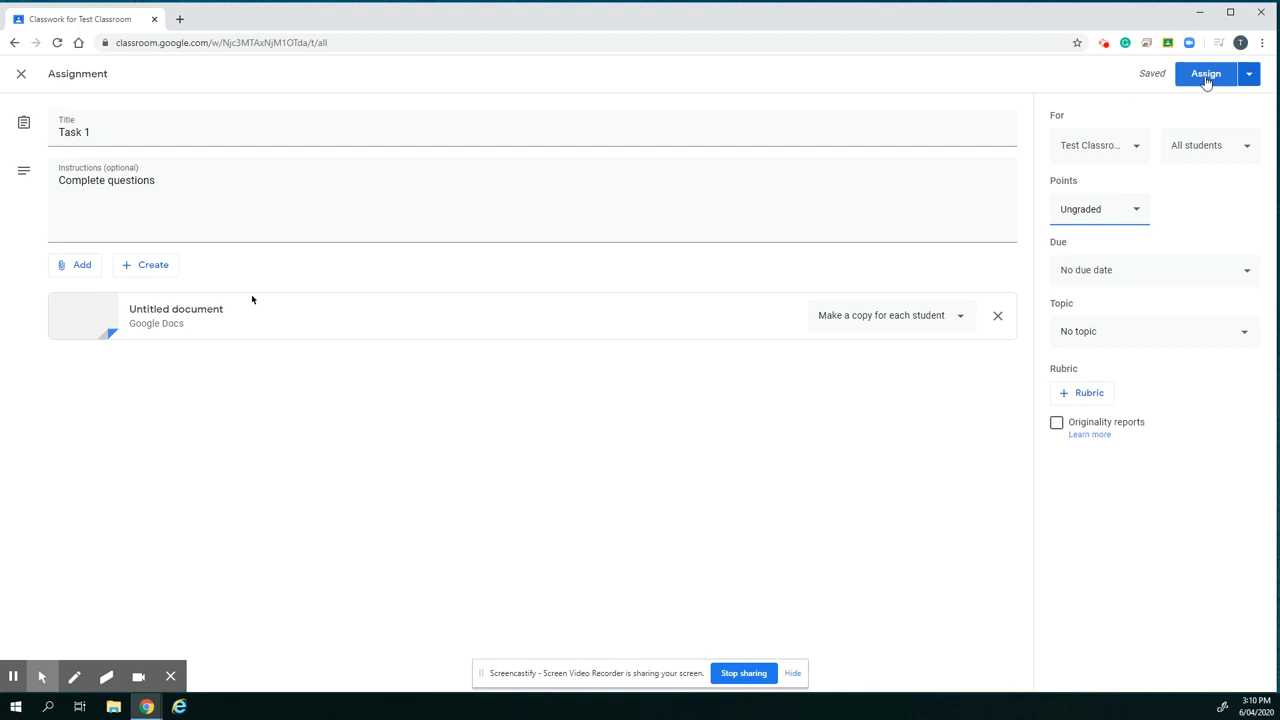 Classwork for Test Classroom
classroom.google.com/w/Njc3MTAxNjM1OTda/t/all
T
Assignment
Saved
Assign
Title
Task 1
Instructions (optional)
Complete questions
Add
Create
Untitled document
Google Docs
Make a copy for each student
For
Test Classro...
All students
Points
Ungraded
Due
No due date
Topic
No topic
Rubric
Rubric
Originality reports
Learn more
Screencastify - Screen Video Recorder is sharing your screen.
Stop sharing
Hide
3:10 PM
6/04/2020